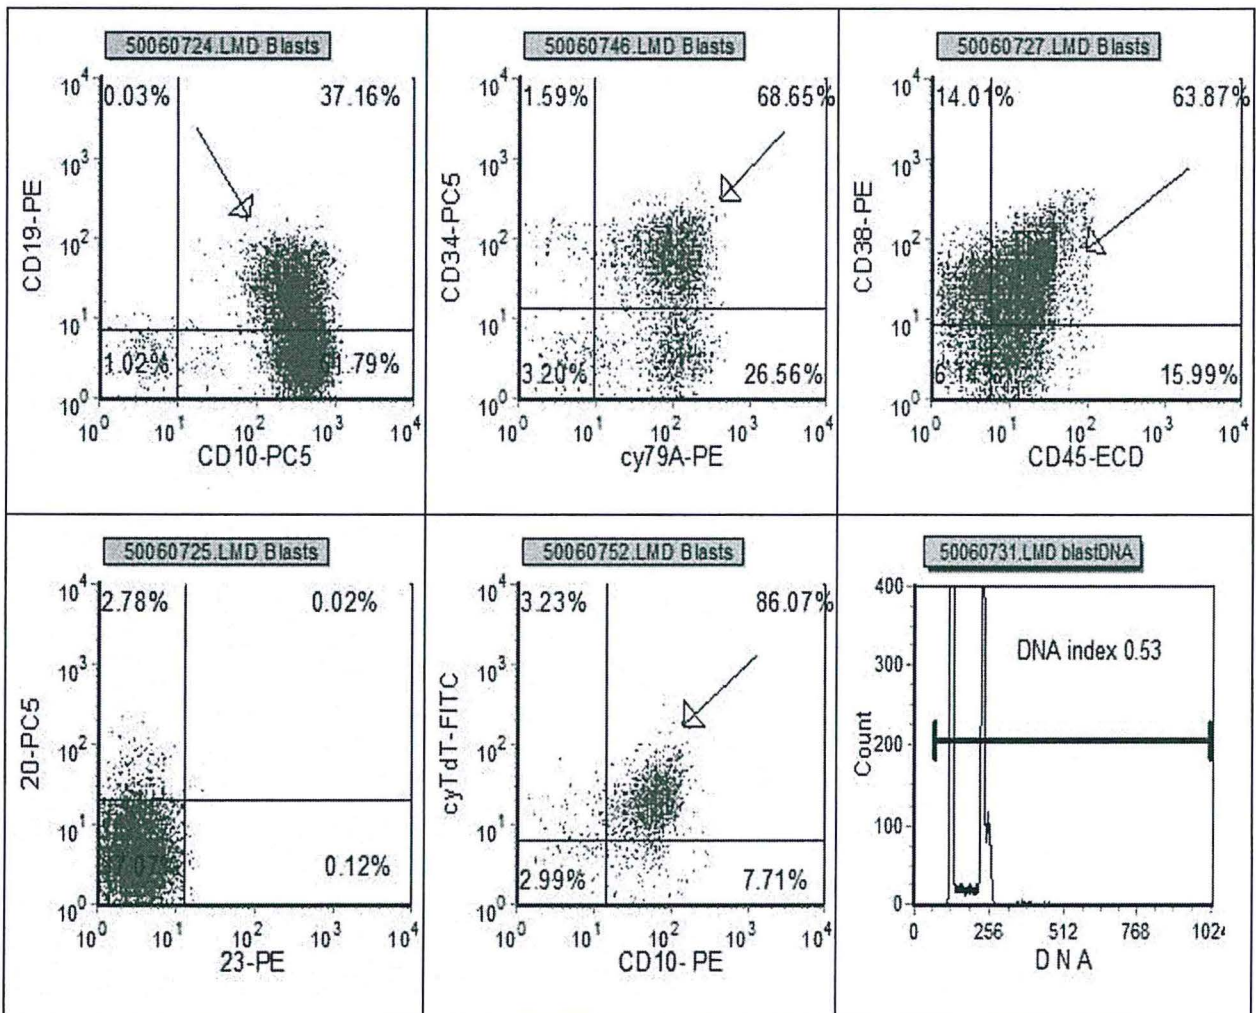 50060724.LMD Blasts
0.03% 37.16%
CD19-PE
10^4
10^3
10^2
10^1
10^0
1.02% 61.79%
10^0 10^1 10^2 10^3 10^4
CD10-PC5
50060746.LMD Blasts
1.59% 68.65%
CD34-PC5
10^4
10^3
10^2
10^1
10^0
3.20% 26.56%
10^0 10^1 10^2 10^3 10^4
cy79A-PE
50060727.LMD Blasts
14.01% 63.87%
CD38-PE
10^4
10^3
10^2
10^1
10^0
15.99%
10^0 10^1 10^2 10^3 10^4
CD45-ECD
50060725.LMD Blasts
2.78% 0.02%
20-PC5
10^4
10^3
10^2
10^1
10^0
0.12%
10^0 10^1 10^2 10^3 10^4
23-PE
50060752.LMD Blasts
3.23% 86.07%
cyTdT-FITC
10^4
10^3
10^2
10^1
10^0
2.99% 7.71%
10^0 10^1 10^2 10^3 10^4
CD10- PE
50060731.LMD blastDNA
DNA index 0.53
Count
400
300
200
100
0
0 256 512 768 1024
DNA